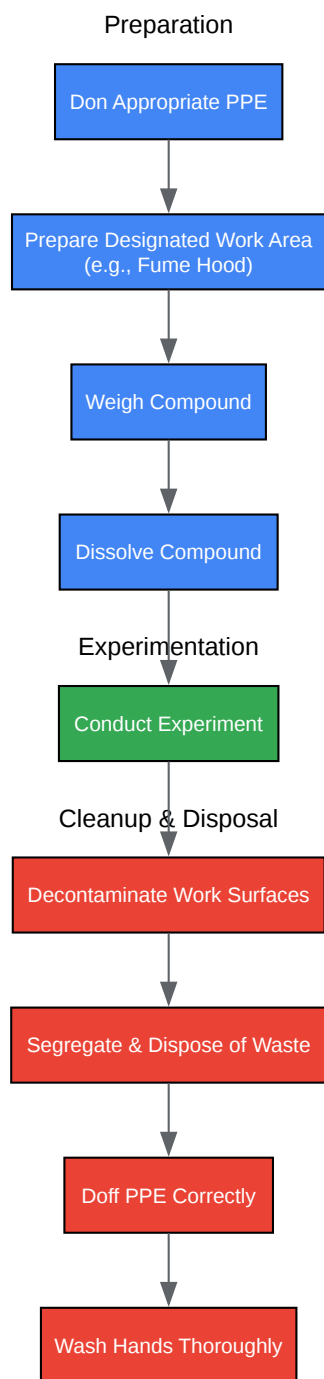 Preparation
Don Appropriate PPE
Prepare Designated Work Area
(e.g., Fume Hood)
Weigh Compound
Dissolve Compound
Experimentation
Conduct Experiment
Cleanup & Disposal
Decontaminate Work Surfaces
Segregate & Dispose of Waste
Doff PPE Correctly
Wash Hands Thoroughly